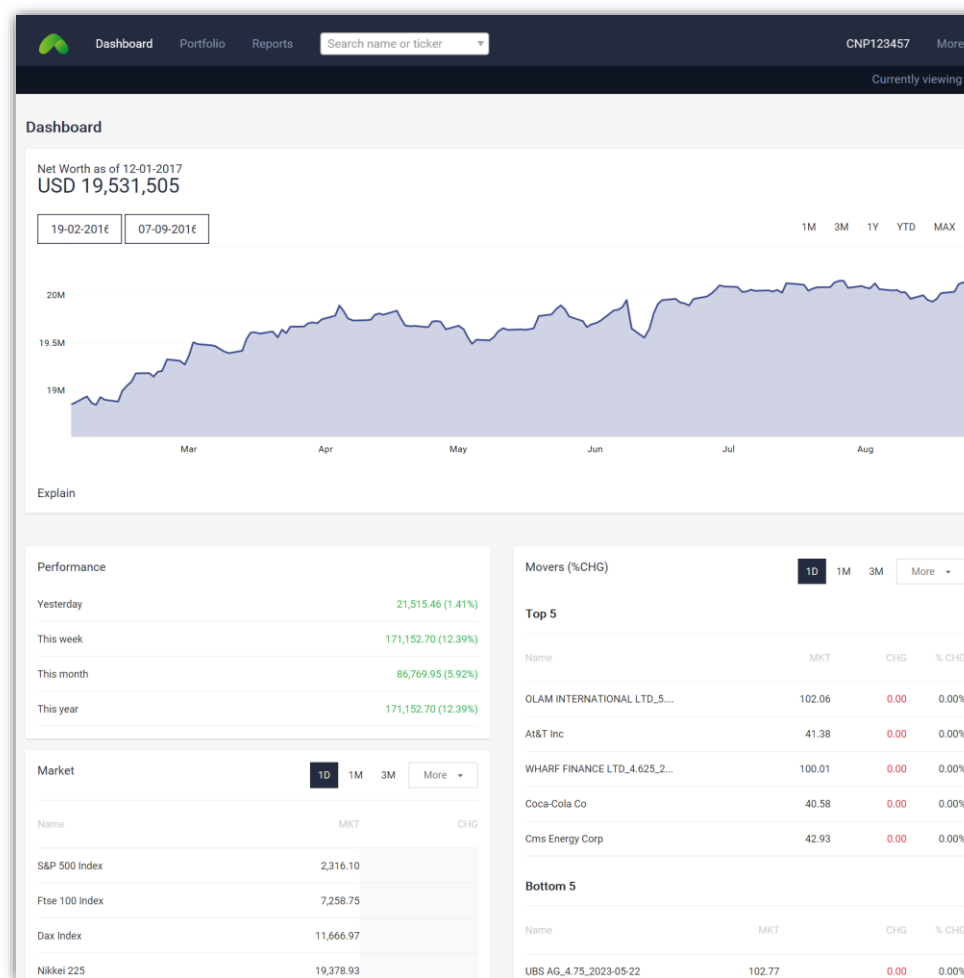 Dashboard Portfolio Reports Search name or ticker CNP123457 More
Currently viewing
Dashboard
Net Worth as of 12-01-2017
USD 19,531,505
19-02-2016 07-09-2016 1M 3M 1Y YTD MAX
20M
19.5M
19M
Mar Apr May Jun Jul Aug
Explain
Performance
Yesterday 21,515.46 (1.41%)
This week 171,152.70 (12.39%)
This month 86,769.95 (5.92%)
This year 171,152.70 (12.39%)
Market 1D 1M 3M More
Name MKT CHG
S&P 500 Index 2,316.10
Ftse 100 Index 7,258.75
Dax Index 11,666.97
Nikkei 225 19,378.93
Movers (%CHG) 1D 1M 3M More
Top 5
Name MKT CHG % CHG
OLAM INTERNATIONAL LTD_5.... 102.06 0.00 0.00%
At&T Inc 41.38 0.00 0.00%
WHARF FINANCE LTD_4.625_2... 100.01 0.00 0.00%
Coca-Cola Co 40.58 0.00 0.00%
Cms Energy Corp 42.93 0.00 0.00%
Bottom 5
Name MKT CHG % CHG
UBS AG_4.75_2023-05-22 102.77 0.00 0.00%